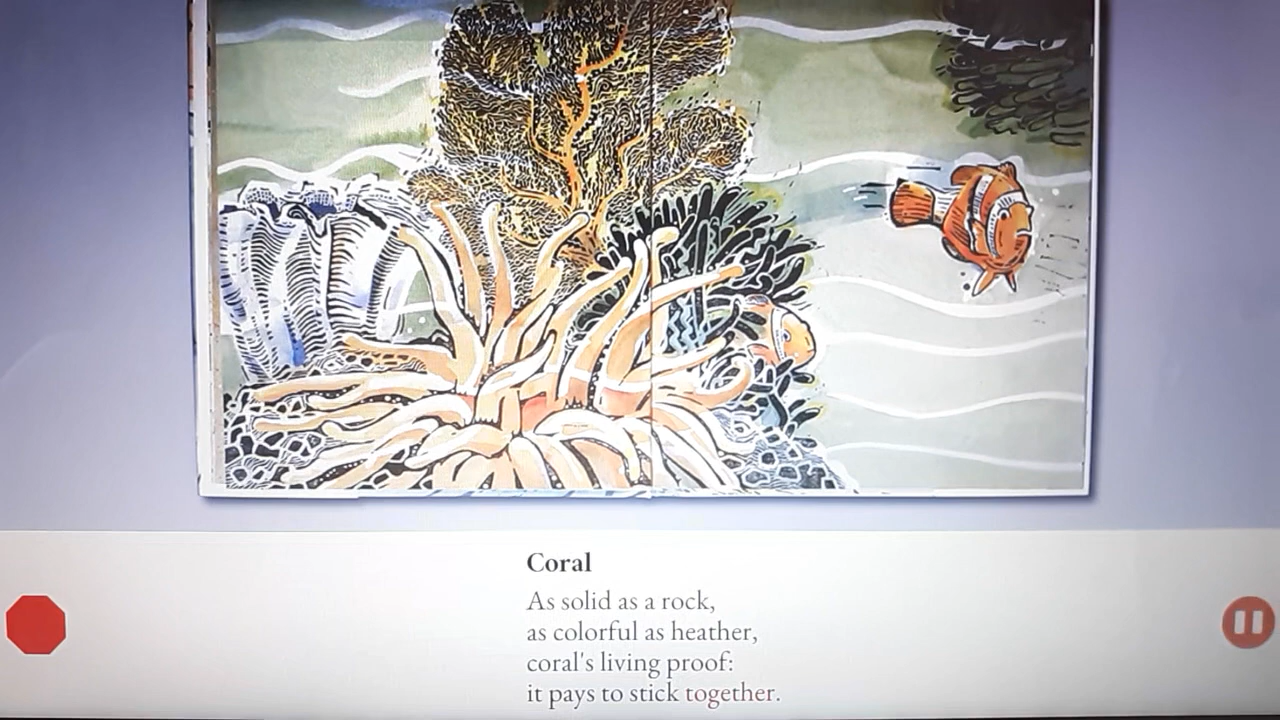 Coral
As solid as a rock,
as colorful as heather,
coral's living proof:
it pays to stick together.